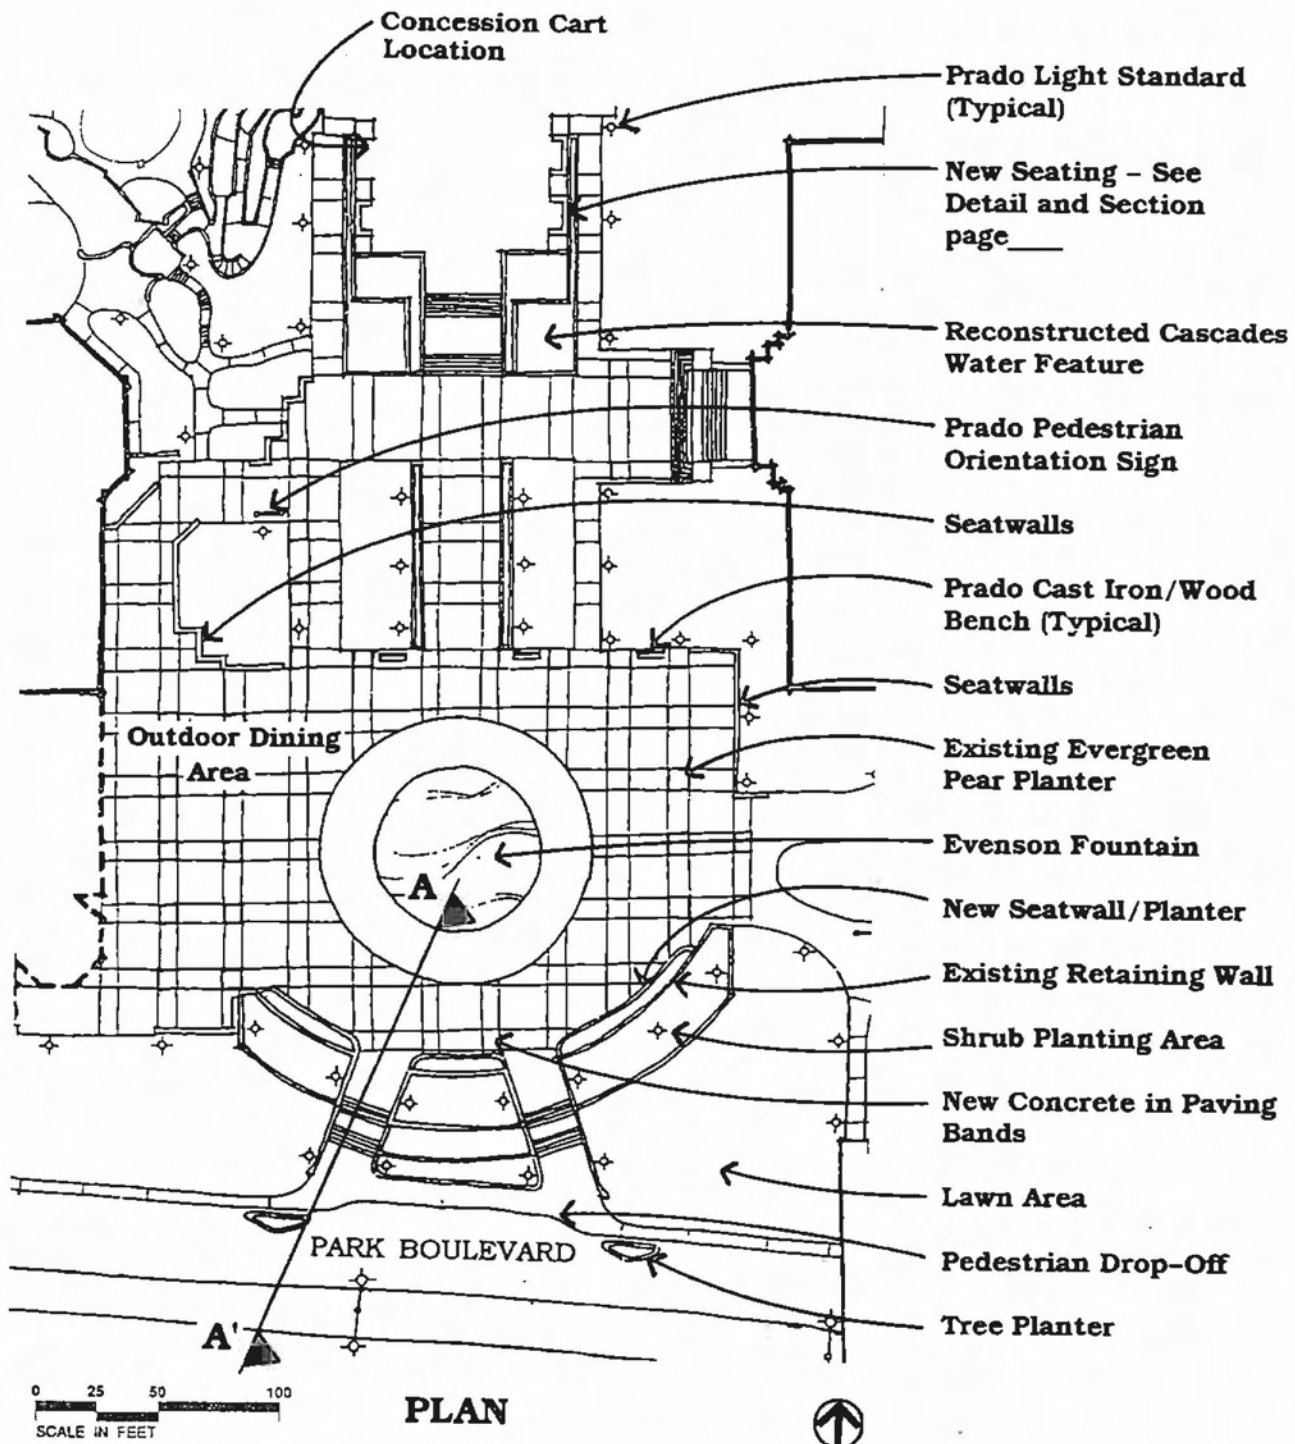 Concession Cart
Location
Prado Light Standard
(Typical)
New Seating - See
Detail and Section
page____
Reconstructed Cascades
Water Feature
Prado Pedestrian
Orientation Sign
Seatwalls
Prado Cast Iron/Wood
Bench (Typical)
Seatwalls
Outdoor Dining
Area
Existing Evergreen
Pear Planter
Evenson Fountain
A
New Seatwall/Planter
Existing Retaining Wall
Shrub Planting Area
New Concrete in Paving
Bands
Lawn Area
PARK BOULEVARD
Pedestrian Drop-Off
Tree Planter
A'
0 25 50 100
SCALE IN FEET
PLAN